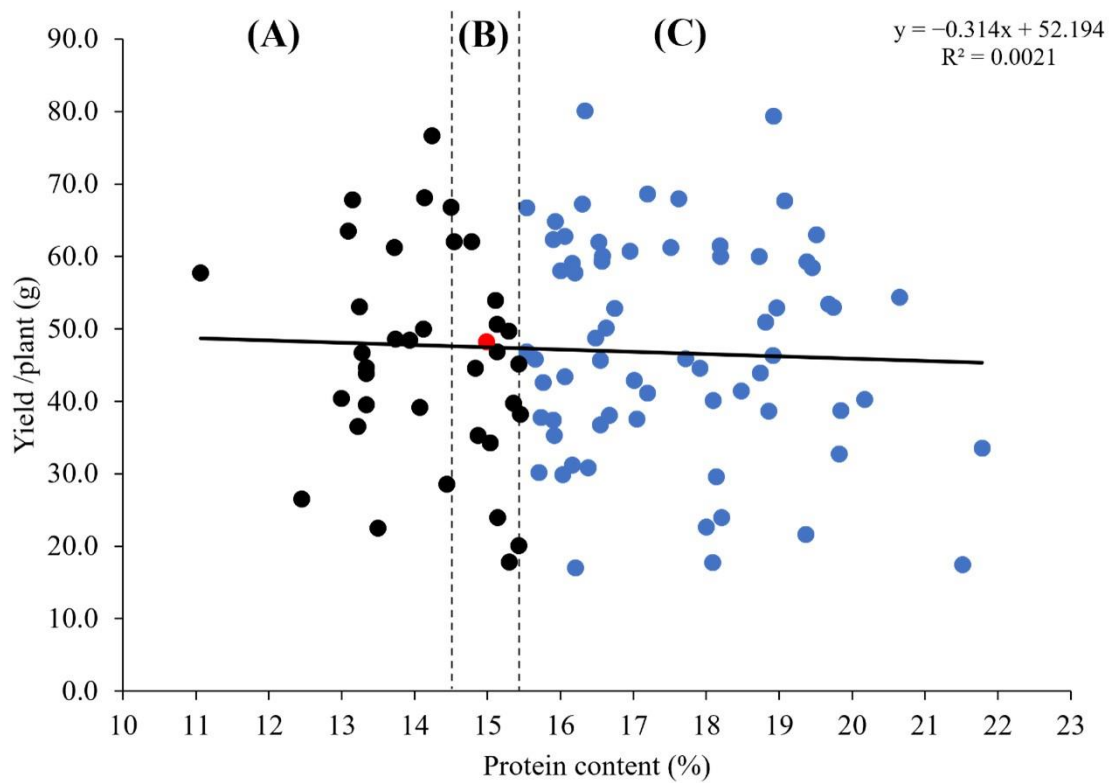 (A) (B) (C)
y = −0.314x + 52.194
R² = 0.0021
90.0
80.0
70.0
60.0
50.0
40.0
30.0
20.0
10.0
0.0
Yield /plant (g)
10 11 12 13 14 15 16 17 18 19 20 21 22 23
Protein content (%)